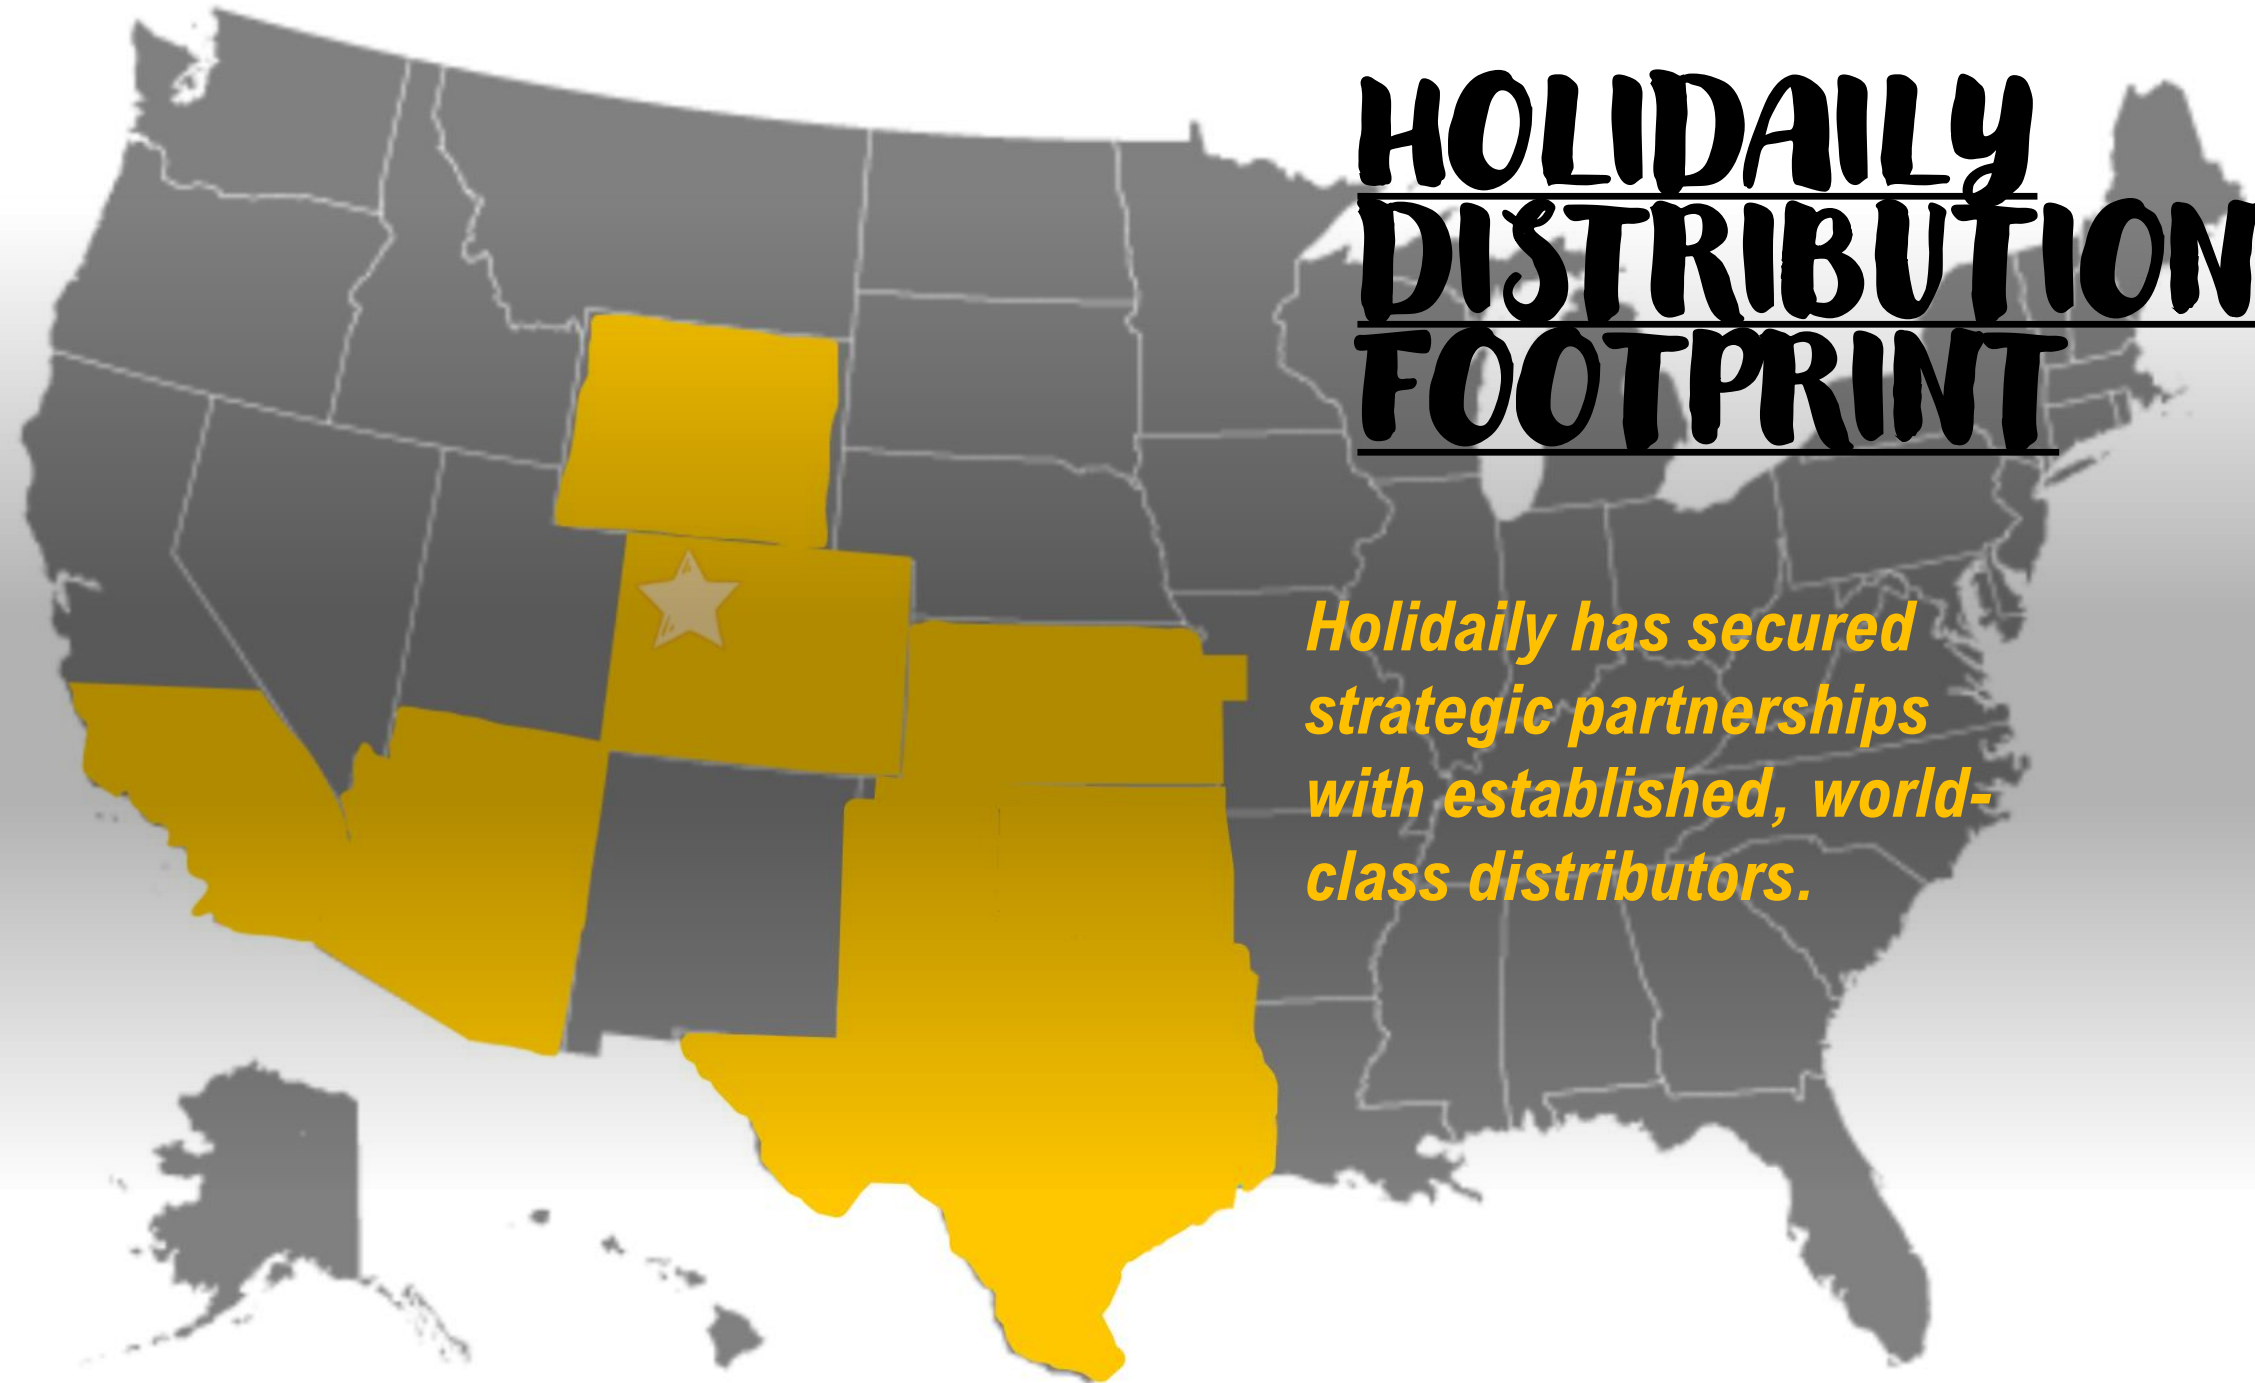 HOLIDAILY
DISTRIBUTION
FOOTPRINT
Holidaily has secured
strategic partnerships
with established, world-
class distributors.